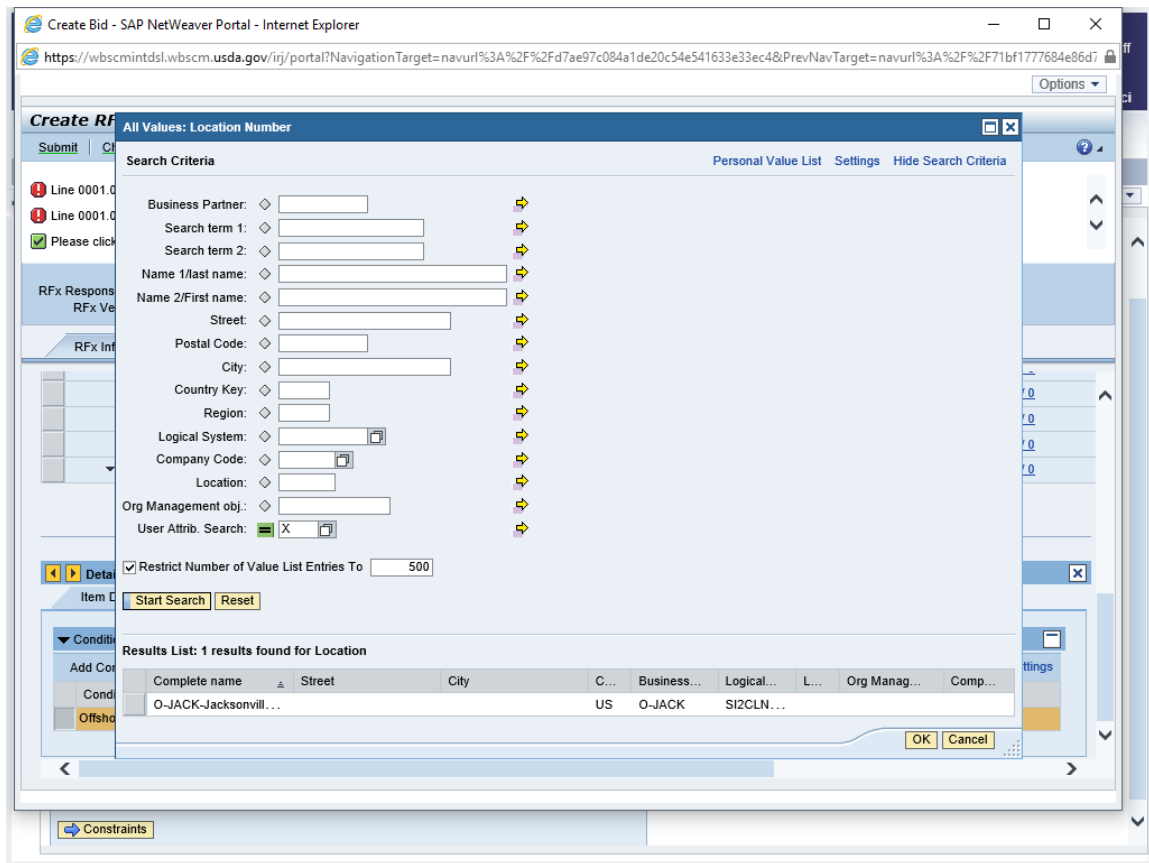 Create Bid - SAP NetWeaver Portal - Internet Explorer
https://wbscmintdsl.wbscm.usda.gov/irj/portal?NavigationTarget=navurl%3A%2F%2Fd7ae97c084a1de20c54e541633e33ec4&PrevNavTarget=navurl%3A%2F%2F71bf1777684e86d7
Options
Create RF
All Values: Location Number
Submit
Search Criteria Personal Value List Settings Hide Search Criteria
Line 0001.0
Line 0001.0
Please click
Business Partner:
Search term 1:
Search term 2:
Name 1/last name:
Name 2/First name:
Street:
Postal Code:
City:
Country Key:
Region:
Logical System:
Company Code:
Location:
Org Management obj.:
User Attrib. Search: X
RFx Respons
RFx Ve
RFx Inf
/ 0
/ 0
/ 0
/ 0
Restrict Number of Value List Entries To 500
Start Search Reset
Detai
Item D
Conditi
Add Con
ttings
Condi
Offsho
Results List: 1 results found for Location
Complete name Street City C... Business... Logical... L... Org Manag... Comp...
O-JACK-Jacksonvill... US O-JACK SI2CLN...
OK Cancel
Constraints